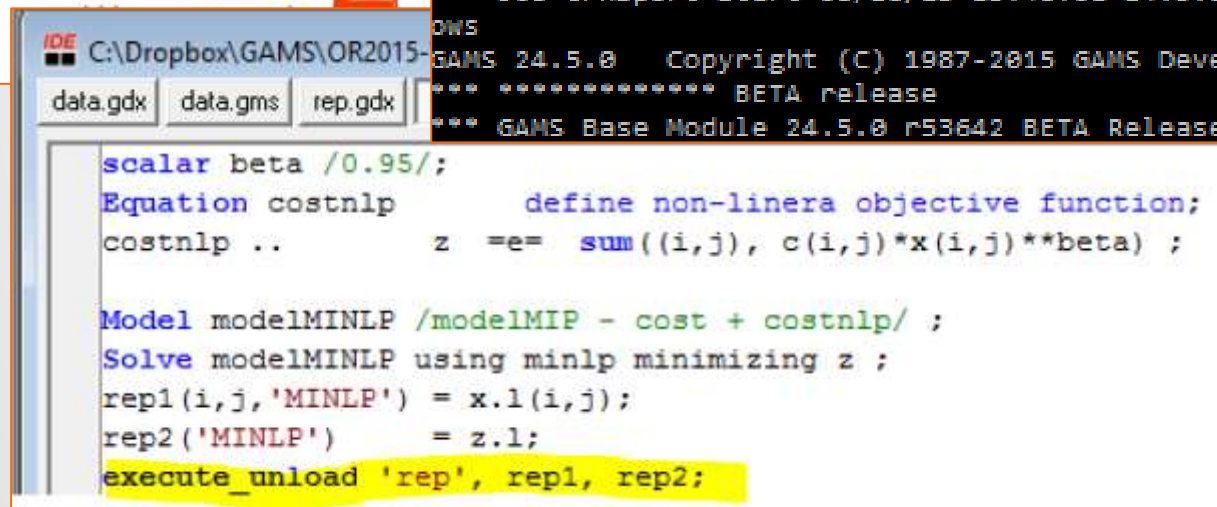 ows
IDE C:\Dropbox\GAMS\OR2015-
GAMS 24.5.0 Copyright (C) 1987-2015 GAMS Deve
data.gdx data.gms rep.gdx
*** ************* BETA release
*** GAMS Base Module 24.5.0 r53642 BETA Release
scalar beta /0.95/;
Equation costnlp define non-linera objective function;
costnlp .. z =e= sum((i,j), c(i,j)*x(i,j)**beta) ;
Model modelMINLP /modelMIP - cost + costnlp/ ;
Solve modelMINLP using minlp minimizing z ;
rep1(i,j,'MINLP') = x.l(i,j);
rep2('MINLP') = z.l;
execute_unload 'rep', rep1, rep2;